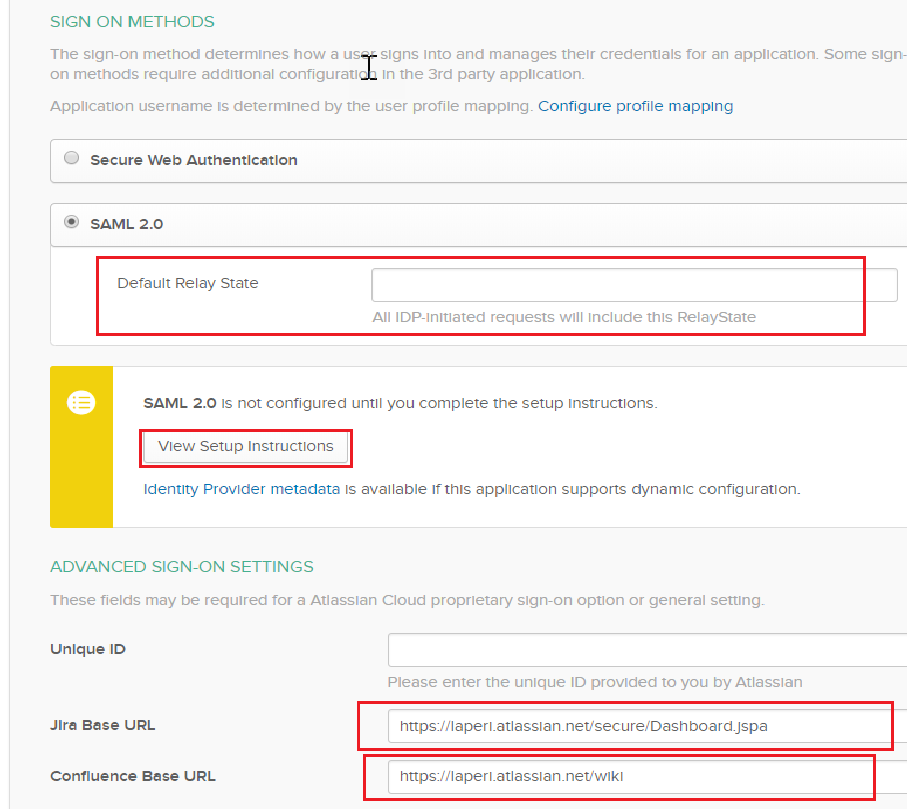 SIGN ON METHODS
The sign-on method determines how a user signs into and manages their credentials for an application. Some sign-
on methods require additional configuration in the 3rd party application.
Application username is determined by the user profile mapping. Configure profile mapping
Secure Web Authentication
SAML 2.0
Default Relay State
All IDP-initiated requests will include this RelayState
SAML 2.0 is not configured until you complete the setup instructions.
View Setup Instructions
Identity Provider metadata is available if this application supports dynamic configuration.
ADVANCED SIGN-ON SETTINGS
These fields may be required for a Atlassian Cloud proprietary sign-on option or general setting.
Unique ID
Please enter the unique ID provided to you by Atlassian
Jira Base URL
https://laperi.atlassian.net/secure/Dashboard.jspa
Confluence Base URL
https://laperi.atlassian.net/wiki